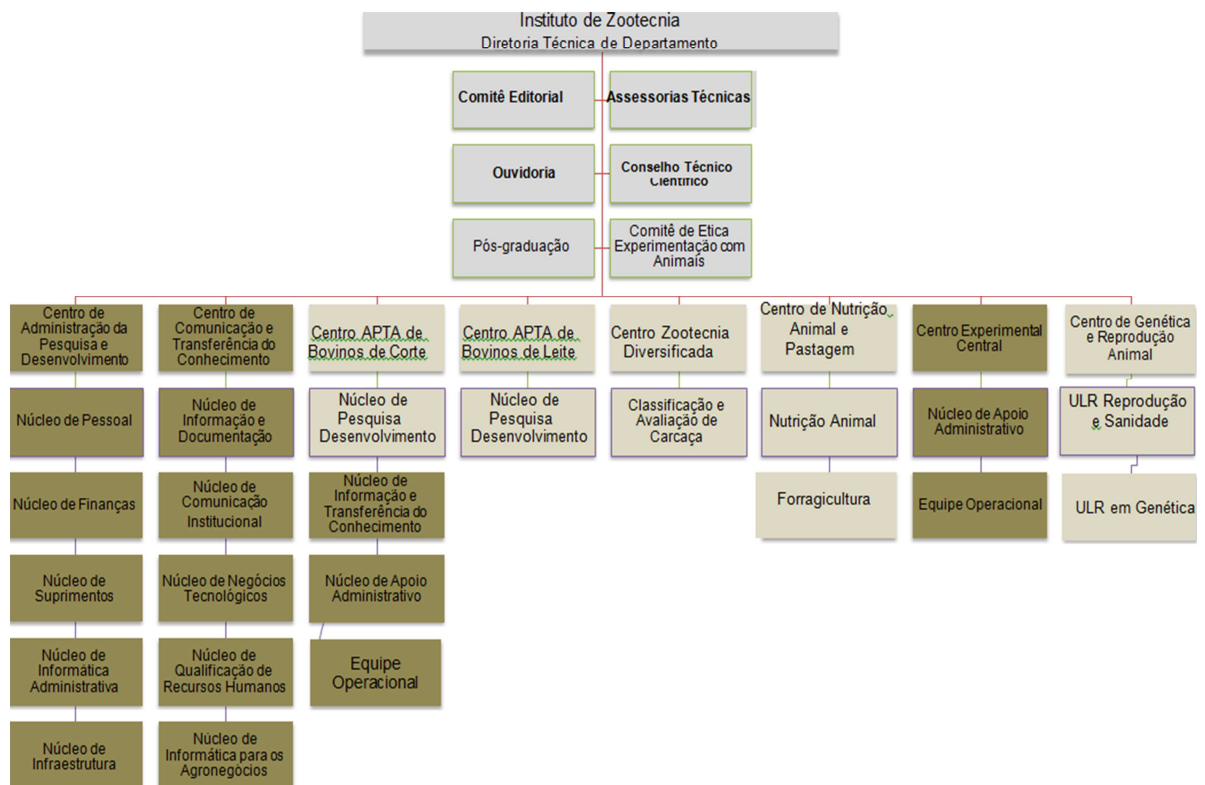 Instituto de Zootecnia
Diretoria Técnica de Departamento
Comitê Editorial
Assessorias Técnicas
Ouvidoria
Conselho Técnico
Científico
Pós-graduação
Comitê de Etica
Experimentação com
Animais
Centro de
Administração da
Pesquisa e
Desenvolvimento
Centro de
Comunicação e
Transferência do
Conhecimento
Centro APTA de
Bovinos de Corte
Centro APTA de
Bovinos de Leite
Centro Zootecnia
Diversificada
Centro de Nutrição
Animal e
Pastagem
Centro Experimental
Central
Centro de Genética
e Reprodução
Animal
Núcleo de Pessoal
Núcleo de
Informação e
Documentação
Núcleo de
Pesquisa
Desenvolvimento
Núcleo de
Pesquisa
Desenvolvimento
Classificação e
Avaliação de
Carcaça
Nutrição Animal
Núcleo de Apoio
Administrativo
ULR Reprodução
e Sanidade
Núcleo de Finanças
Núcleo de
Comunicação
Institucional
Núcleo de
Informação e
Transferência do
Conhecimento
Forragicultura
Equipe Operacional
ULR em Genética
Núcleo de
Suprimentos
Núcleo de Negócios
Tecnológicos
Núcleo de Apoio
Administrativo
Núcleo de
Informática
Administrativa
Núcleo de
Qualificação de
Recursos Humanos
Equipe
Operacional
Núcleo de
Infraestrutura
Núcleo de
Informática para os
Agronegócios